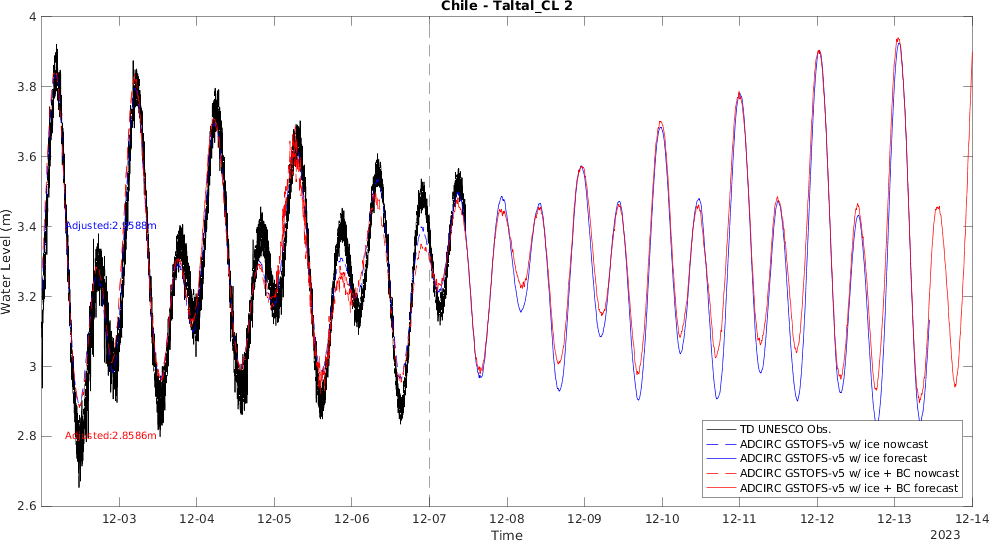 Chile - Taltal_CL 2
4
3.8
3.6
3.4
3.2
3
2.8
2.6
Water Level (m)
Adjusted:2.9588m
Adjusted:2.8586m
TD UNESCO Obs.
ADCIRC GSTOFS-v5 w/ ice nowcast
ADCIRC GSTOFS-v5 w/ ice forecast
ADCIRC GSTOFS-v5 w/ ice + BC nowcast
ADCIRC GSTOFS-v5 w/ ice + BC forecast
12-03 12-04 12-05 12-06 12-07 12-08 12-09 12-10 12-11 12-12 12-13 12-14
Time
2023